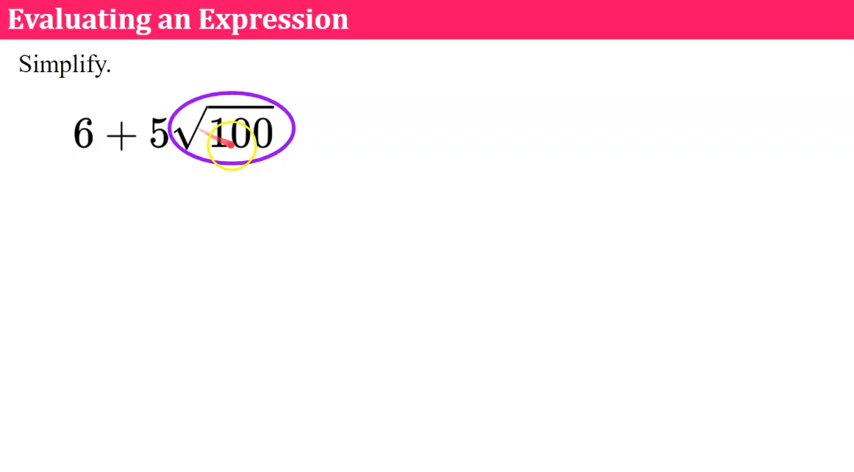 Evaluating an Expression
Simplify.
6 + 5√100